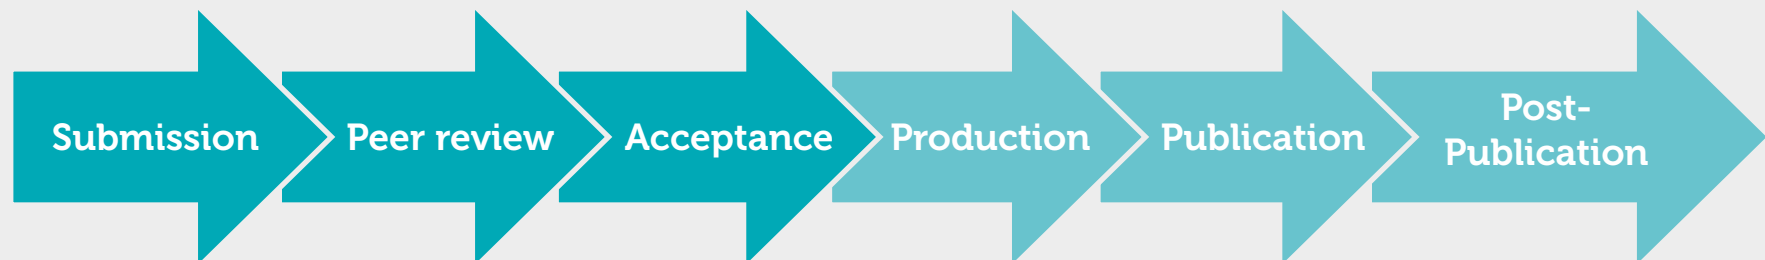 Submission
Peer review
Acceptance
Production
Publication
Post-
Publication